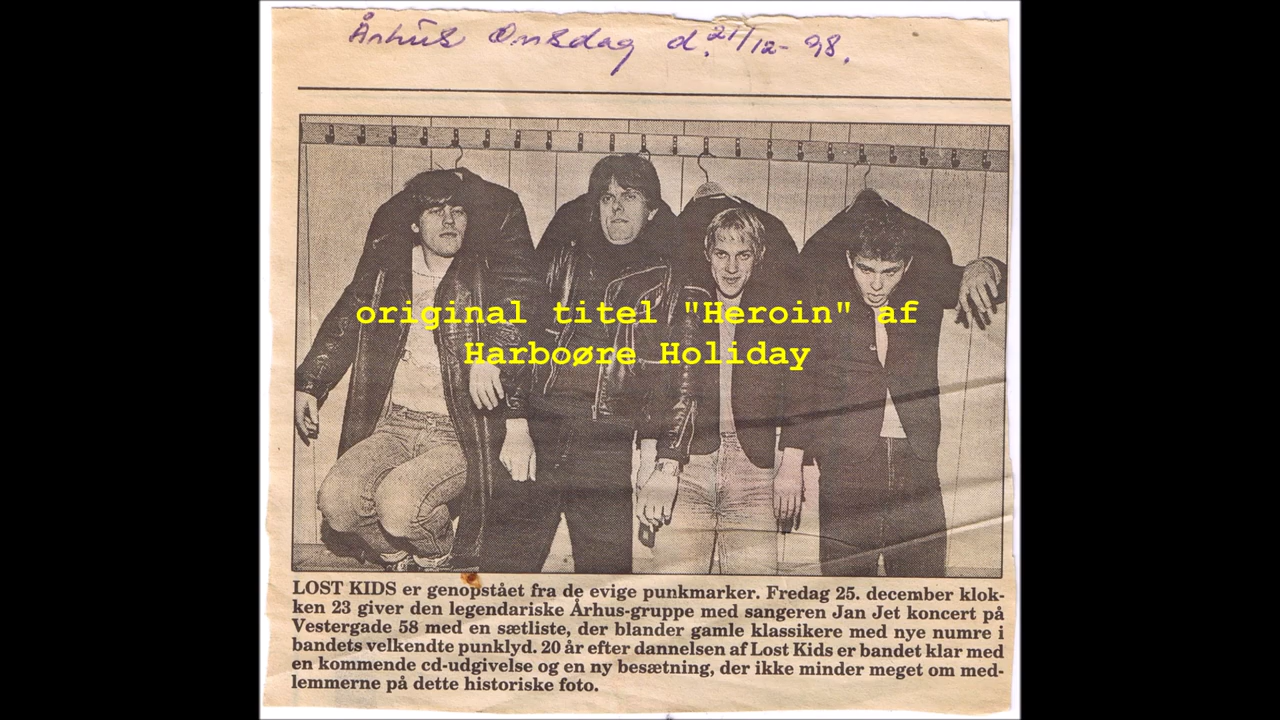 Århus Onsdag d. 21/12-98.
original titel "Heroin" af
Harboøre Holiday
LOST KIDS er genopstået fra de evige punkmarker. Fredag 25. december klok-
ken 23 giver den legendariske Århus-gruppe med sangeren Jan Jet koncert på
Vestergade 58 med en sætliste, der blander gamle klassikere med nye numre i
bandets velkendte punklyd. 20 år efter dannelsen af Lost Kids er bandet klar med
en kommende cd-udgivelse og en ny besætning, der ikke minder meget om med-
lemmerne på dette historiske foto.